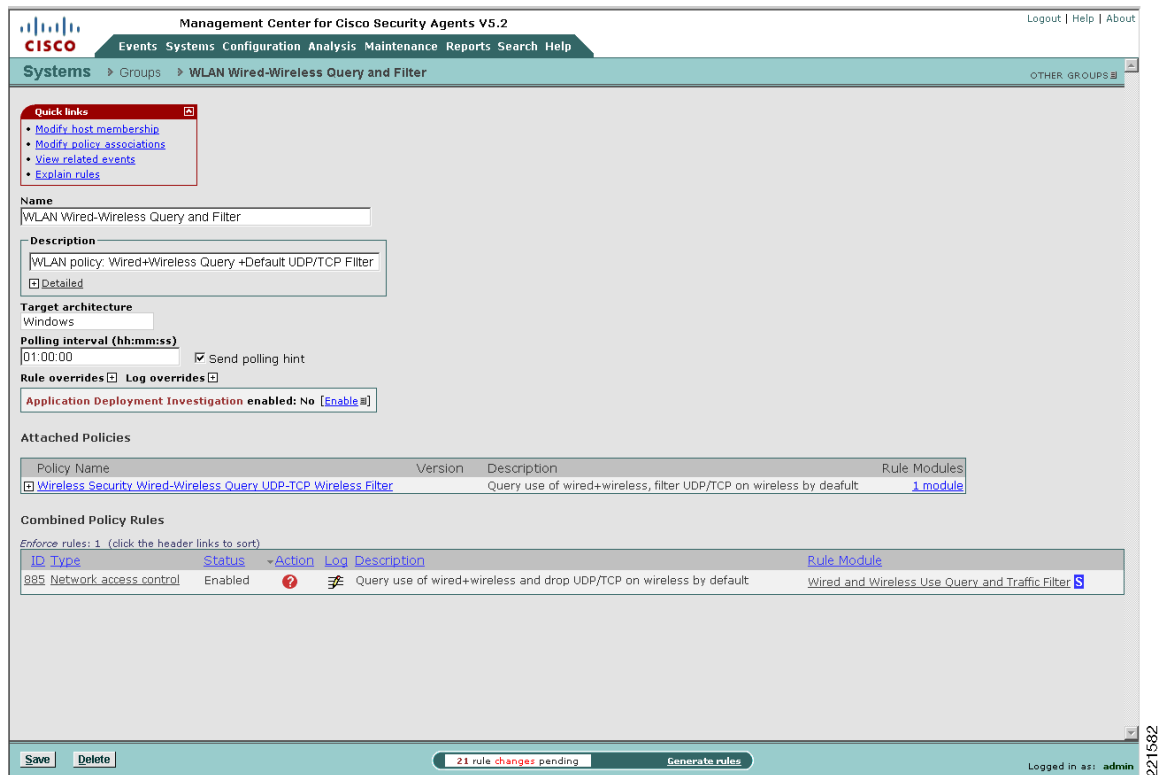 Management Center for Cisco Security Agents V5.2
Logout | Help | About
CISCO
Events Systems Configuration Analysis Maintenance Reports Search Help
Systems Groups WLAN Wired-Wireless Query and Filter
OTHER GROUPS
Quick links
• Modify host membership
• Modify policy associations
• View related events
• Explain rules
Name
WLAN Wired-Wireless Query and Filter
Description
WLAN policy: Wired+Wireless Query +Default UDP/TCP FIlter
Detailed
Target architecture
Windows
Polling interval (hh:mm:ss)
01:00:00 Send polling hint
Rule overrides Log overrides
Application Deployment Investigation enabled: No [Enable]
Attached Policies
Policy Name Version Description Rule Modules
Wireless Security Wired-Wireless Query UDP-TCP Wireless Filter Query use of wired+wireless, filter UDP/TCP on wireless by deafult 1 module
Combined Policy Rules
Enforce rules: 1 (click the header links to sort)
ID Type Status Action Log Description Rule Module
885 Network access control Enabled ? Query use of wired+wireless and drop UDP/TCP on wireless by default Wired and Wireless Use Query and Traffic Filter S
Save Delete 21 rule changes pending Generate rules
Logged in as: admin
221582